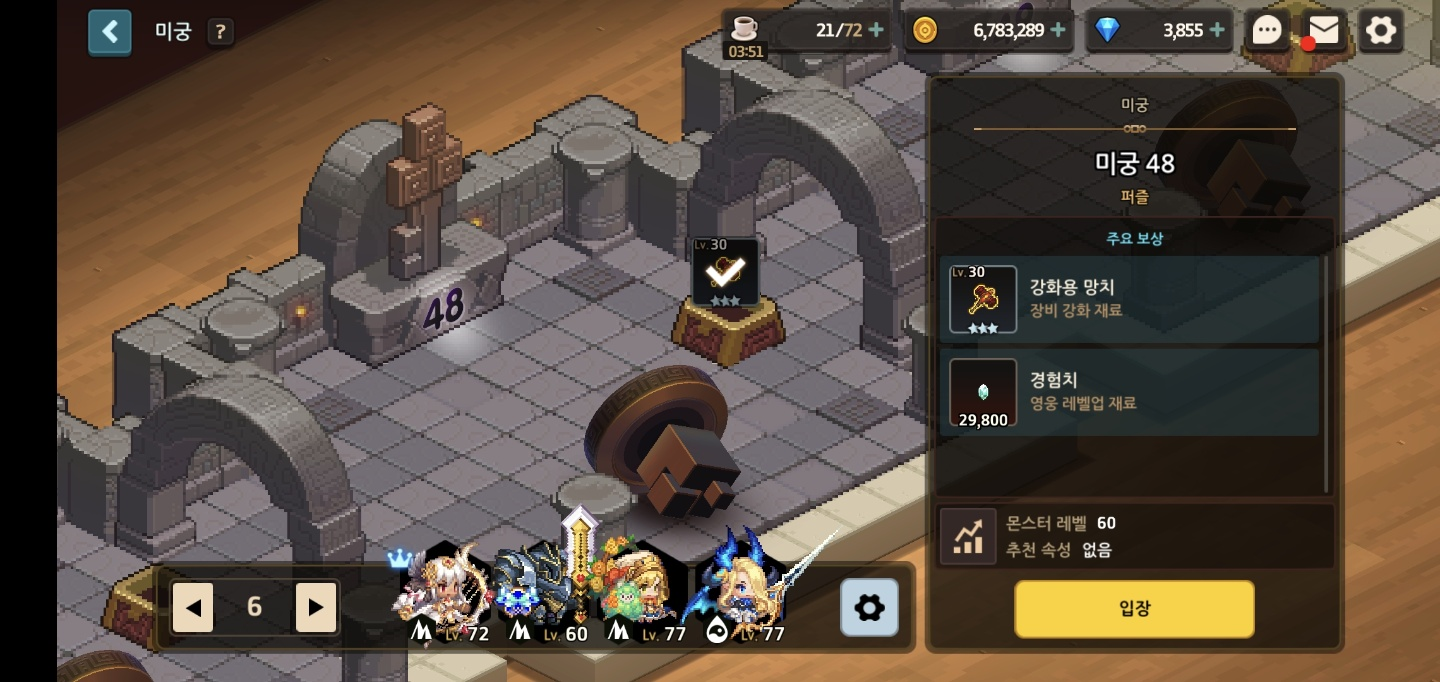 미궁 ?
21/72 + 6,783,289 + 3,855 +
03:51
미궁
미궁 48
퍼즐
주요 보상
Lv.30
강화용 망치
장비 강화 재료
경험치
영웅 레벨업 재료
29,800
몬스터 레벨 60
추천 속성 없음
입장
Lv.30
48
6
Lv.72
Lv.60
Lv.77
Lv.77